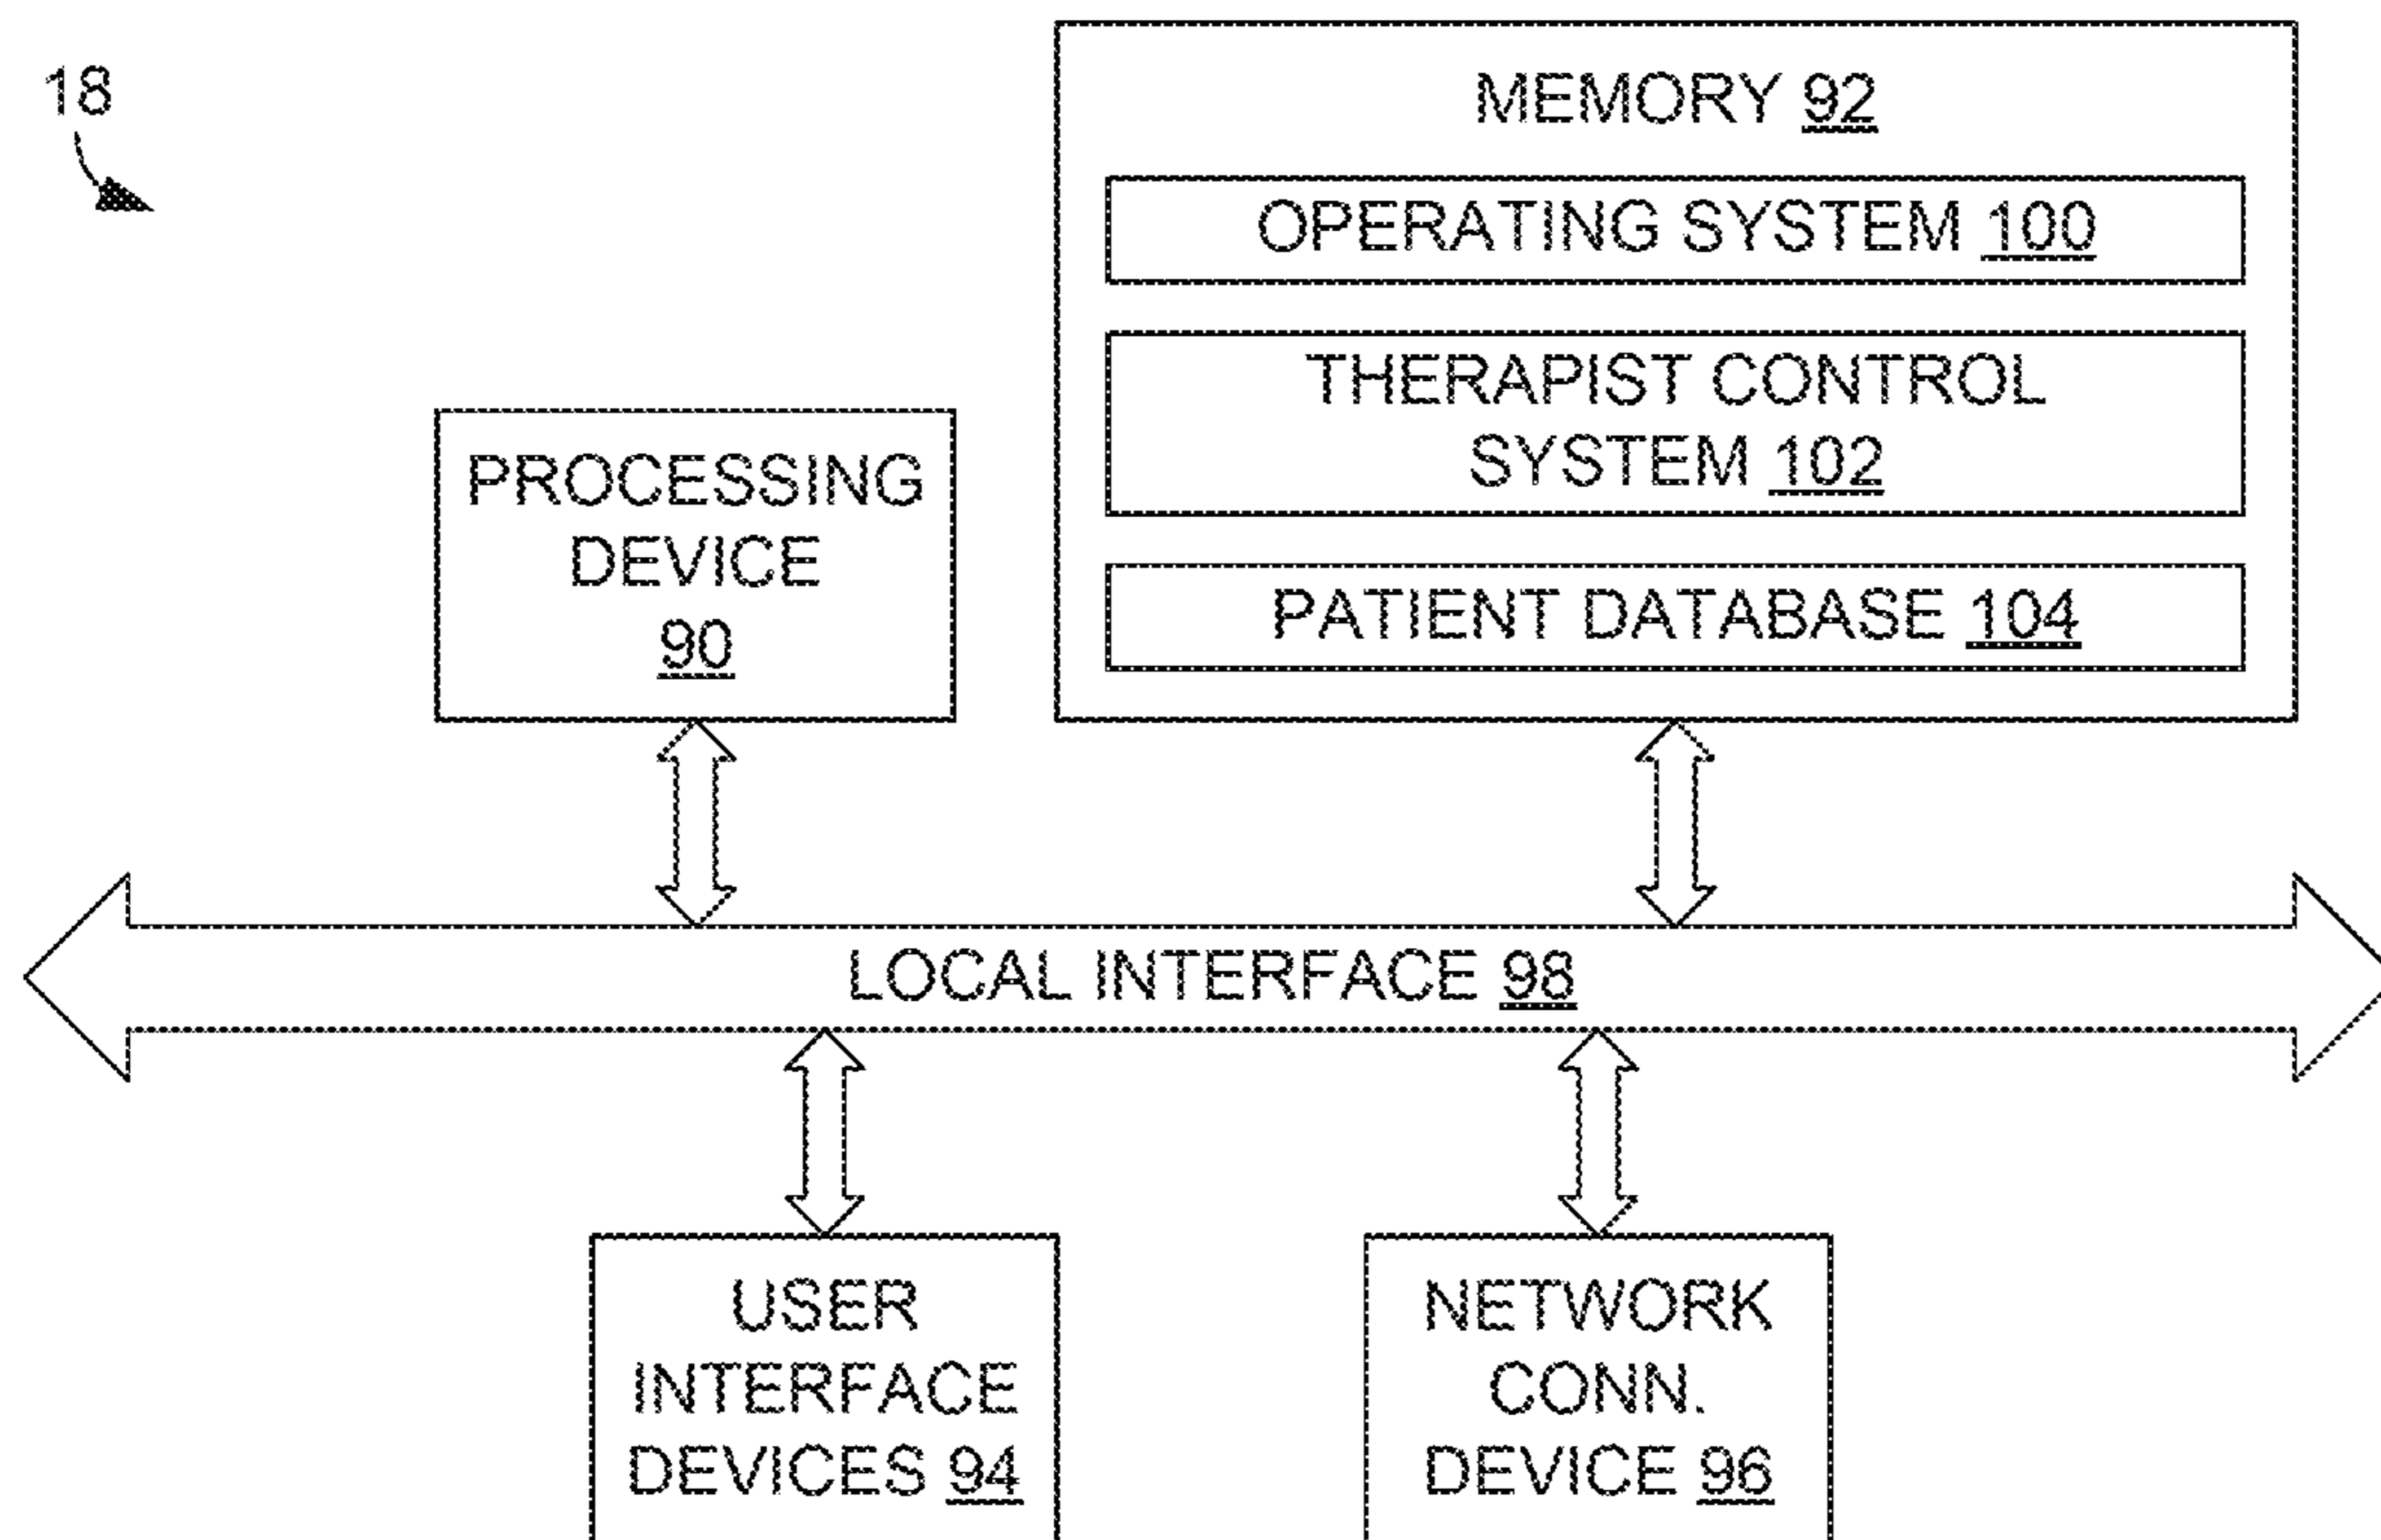 18
MEMORY 92
OPERATING SYSTEM 100
THERAPIST CONTROL
SYSTEM 102
PATIENT DATABASE 104
PROCESSING
DEVICE
90
LOCAL INTERFACE 98
USER
INTERFACE
DEVICES 94
NETWORK
CONN.
DEVICE 96